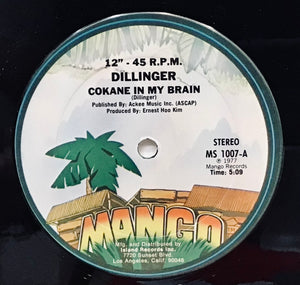 12" - 45 R.P.M.
DILLINGER
COKANE IN MY BRAIN
(Dillinger)
Published By: Ackee Music Inc. (ASCAP)
Produced By: Ernest Hoo Kim
STEREO
MS 1007-A
℗ 1977
Mango Records
Time: 5:09
MANGO
Mfg. and Distributed by
Island Records Inc.
7720 Sunset Blvd.
Los Angeles, Calif. 90046